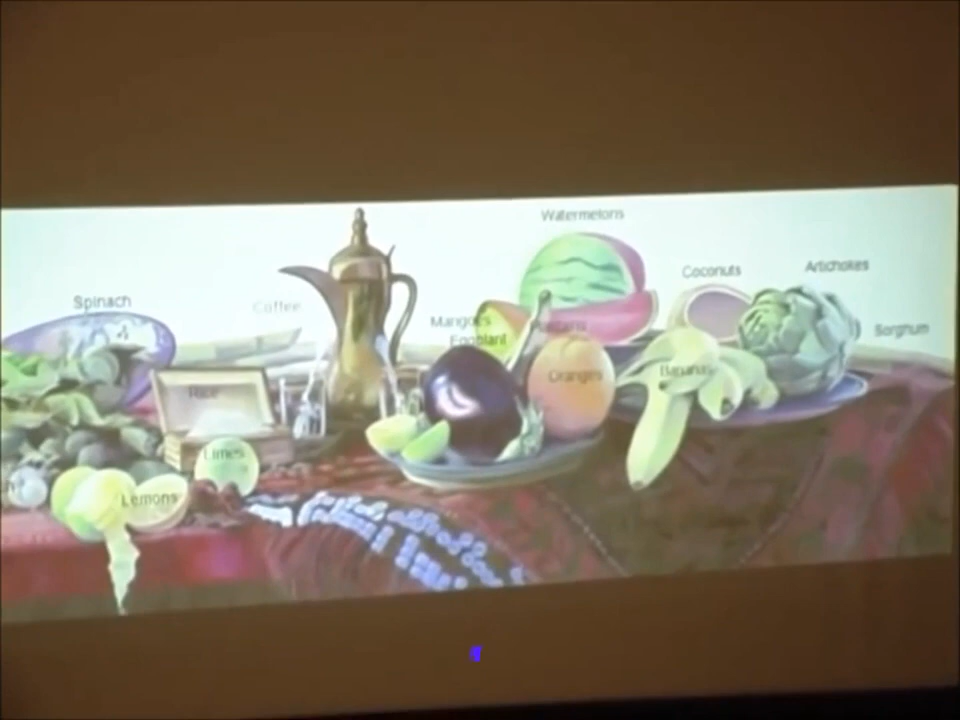 Watermelons
Coconuts
Artichokes
Spinach
Coffee
Mangoes
Eggplant
Sorghum
Oranges
Bananas
Rice
Limes
Lemons